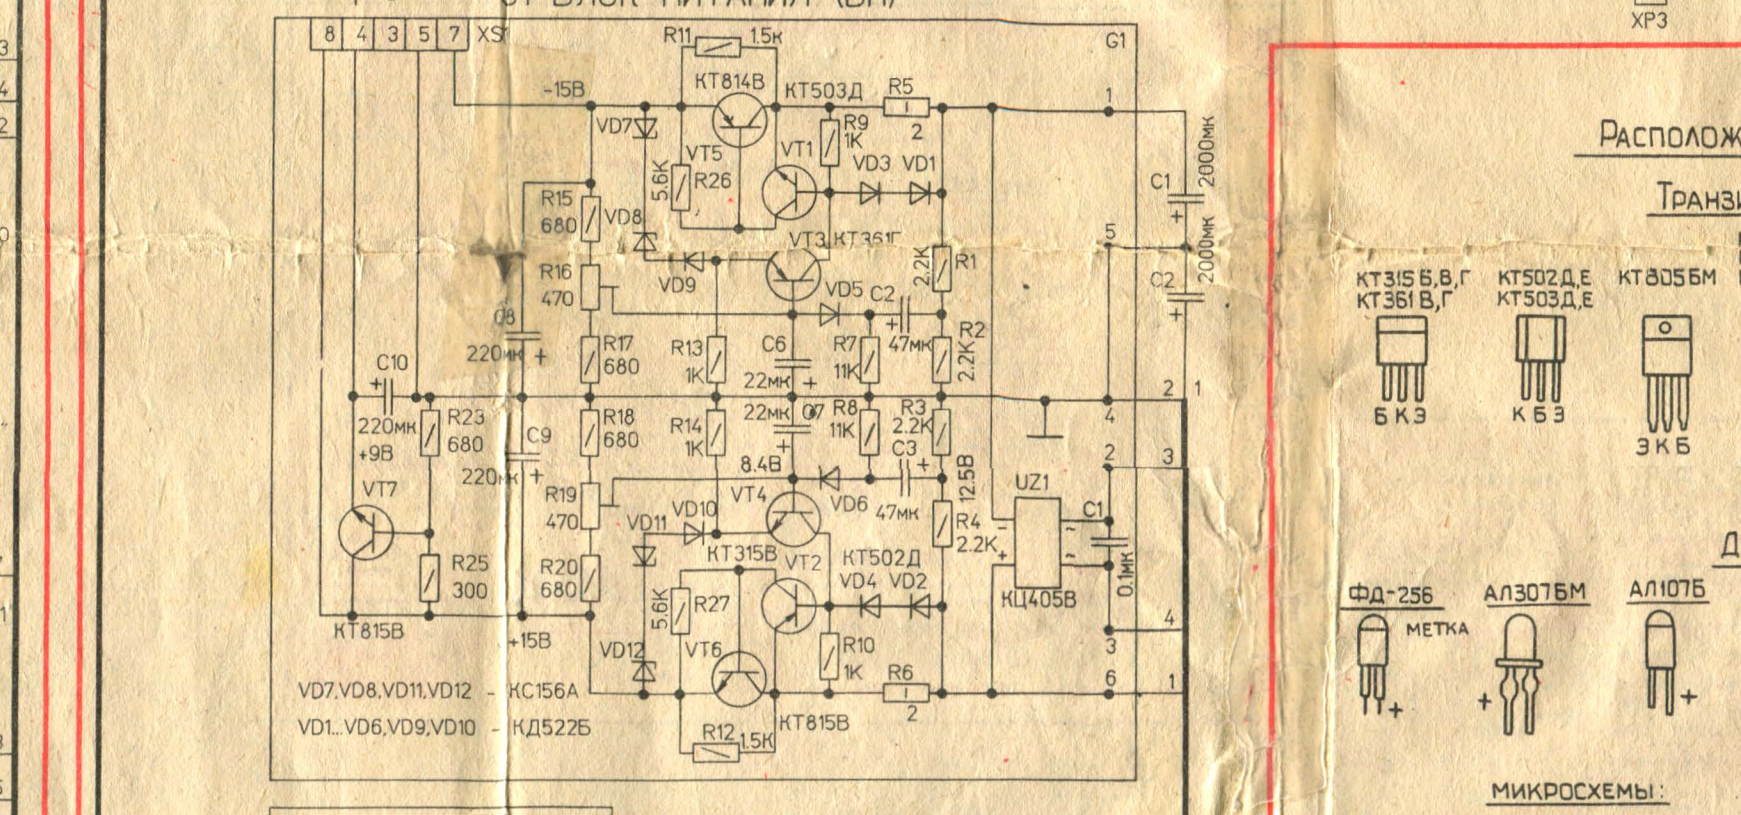 БЛОК ПИТАНИЯ (БП)
8 4 3 5 7 XS1
R11 1.5К
G1
КТ814В
КТ503Д
R5
2
-15В
VD7
VT5
5.6К
R26
VT1
R9
1К
VD3 VD1
1
C1
2000мк
R15
680
VD8
VT3 КТ361Г
2.2К
R1
5
C2
2000мк
R16
470
VD9
VD5
C2
47мк
C8
220мк +
R17
680
R13
1К
C6
22мк +
R7
11К
R2
2.2К
C10
220мк
+9В
R23
680
C9
220мк +
R18
680
R14
1К
22мк C7
R8
11К
R3
2.2К
C3
47мк
2
1
4
2
3
8.4В
12.5В
VT7
VT4
VD6
UZ1
C1
0.1мк
R19
470
VD11
VD10
КТ315В
R4
2.2К
R25
300
R20
680
VT2
КТ502Д
VD4 VD2
КЦ405В
КТ815В
+15В
5.6К
R27
VD12
VT6
R10
1К
R6
2
4
3
6
1
КТ815В
R12 1.5К
VD7,VD8,VD11,VD12 - КС156А
VD1...VD6,VD9,VD10 - КД522Б
ХР3
РАСПОЛОЖ
ТРАНЗИ
КТ315Б,В,Г
КТ361В,Г
КТ502Д,Е
КТ503Д,Е
КТ805БМ
Б К Э
К Б Э
Э К Б
ФД-256
МЕТКА
АЛ307БМ
АЛ107Б
+
+
+
Д
МИКРОСХЕМЫ: